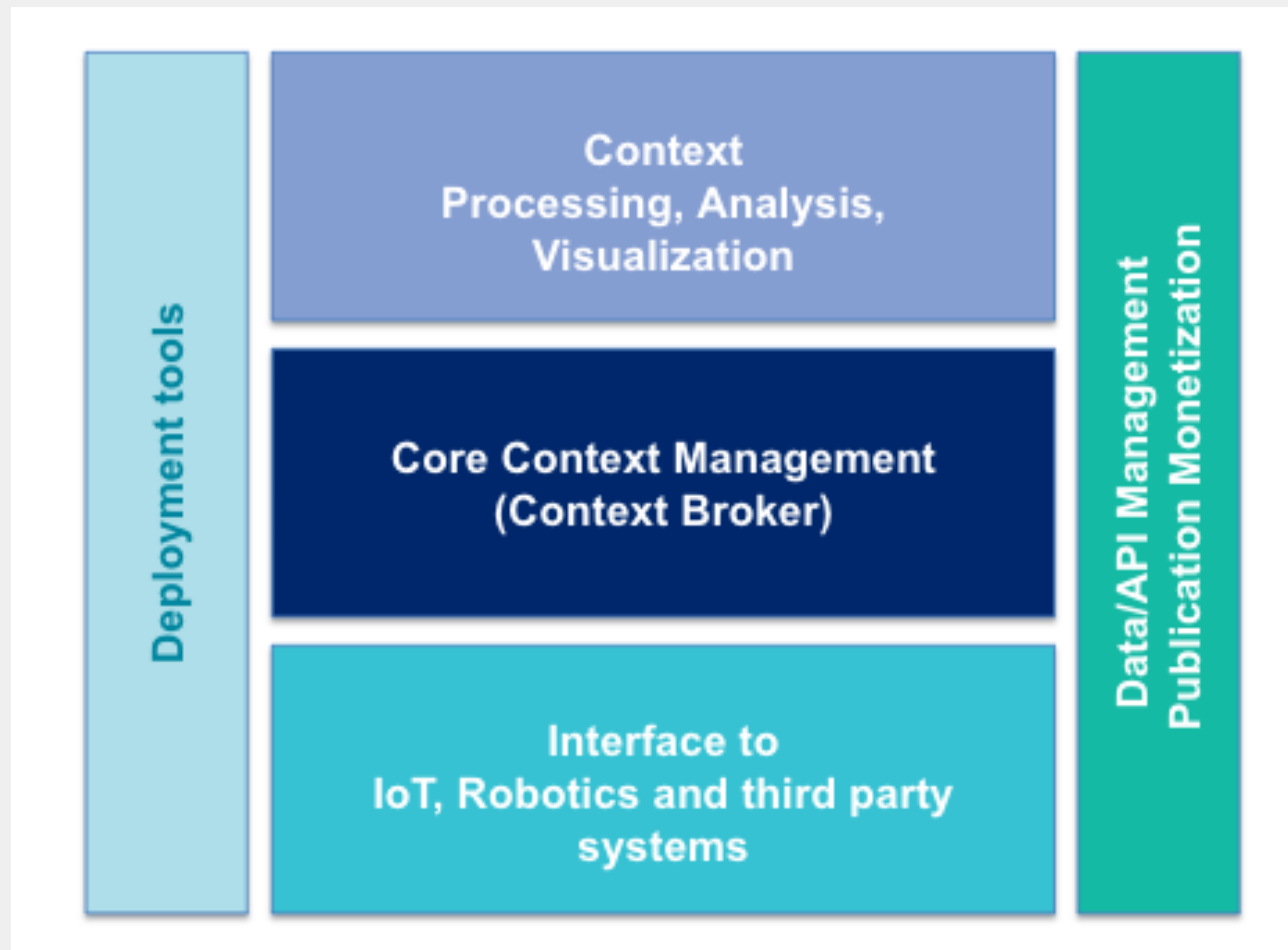 Deployment tools
Context
Processing, Analysis,
Visualization
Core Context Management
(Context Broker)
Interface to
IoT, Robotics and third party
systems
Data/API Management
Publication Monetization